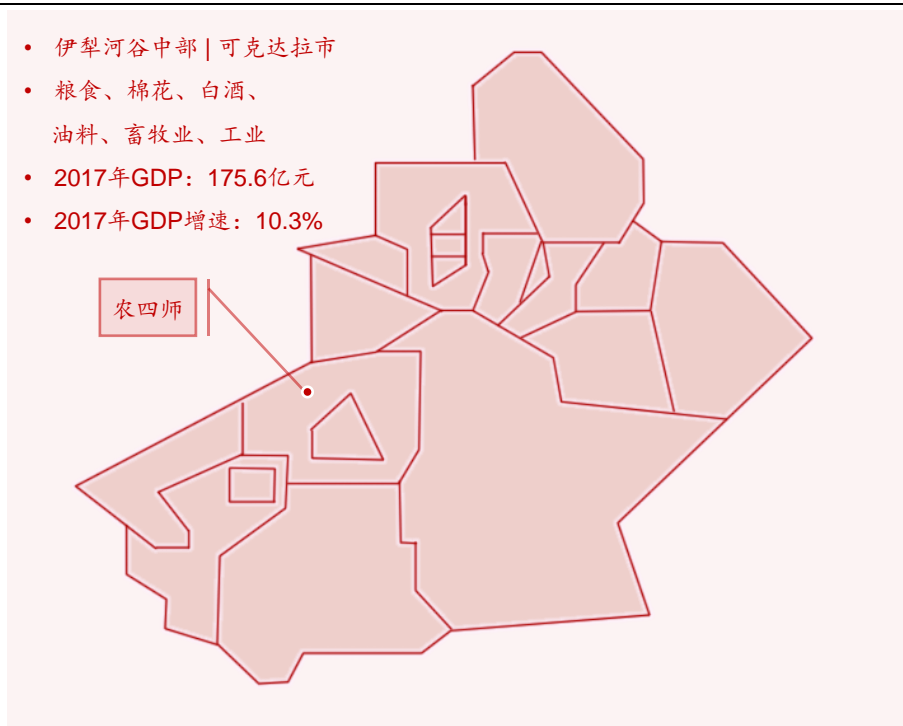 • 伊犁河谷中部 | 可克达拉市
• 粮食、棉花、白酒、
油料、畜牧业、工业
• 2017年GDP：175.6亿元
• 2017年GDP增速：10.3%
农四师